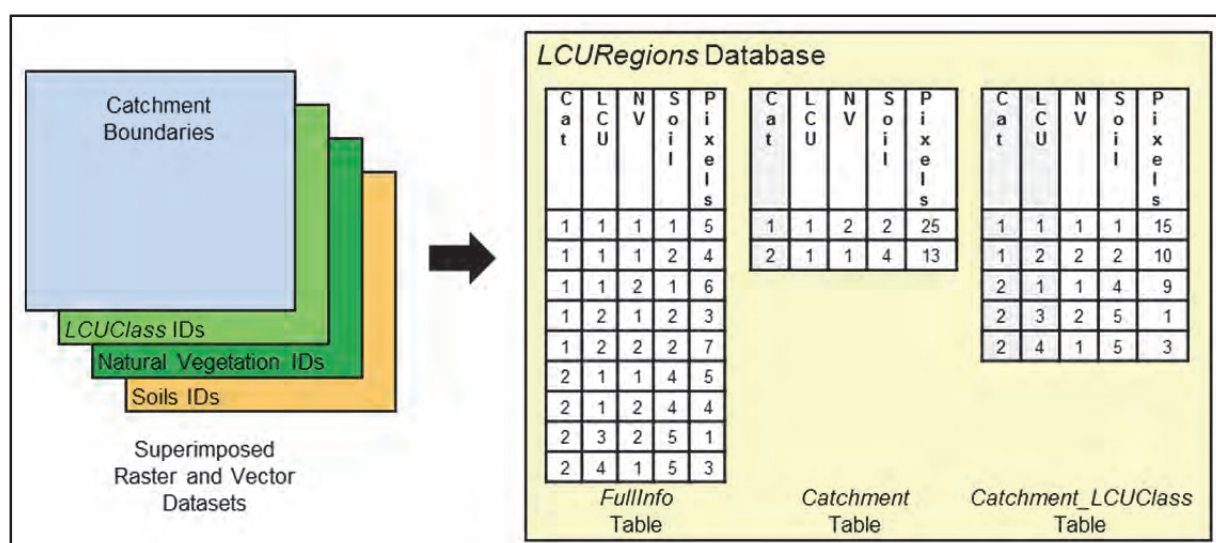 Catchment
Boundaries
LCUClass IDs
Natural Vegetation IDs
Soils IDs
Superimposed
Raster and Vector
Datasets
LCURegions Database
Cat LCU NV Soil Pixels
1 1 1 1 5
1 1 1 2 4
1 1 2 1 6
1 2 1 2 3
1 2 2 2 7
2 1 1 4 5
2 1 2 4 4
2 3 2 5 1
2 4 1 5 3
FullInfo
Table
Cat LCU NV Soil Pixels
1 1 2 2 25
2 1 1 4 13
Catchment
Table
Cat LCU NV Soil Pixels
1 1 1 1 15
1 2 2 2 10
2 1 1 4 9
2 3 2 5 1
2 4 1 5 3
Catchment_LCUClass
Table